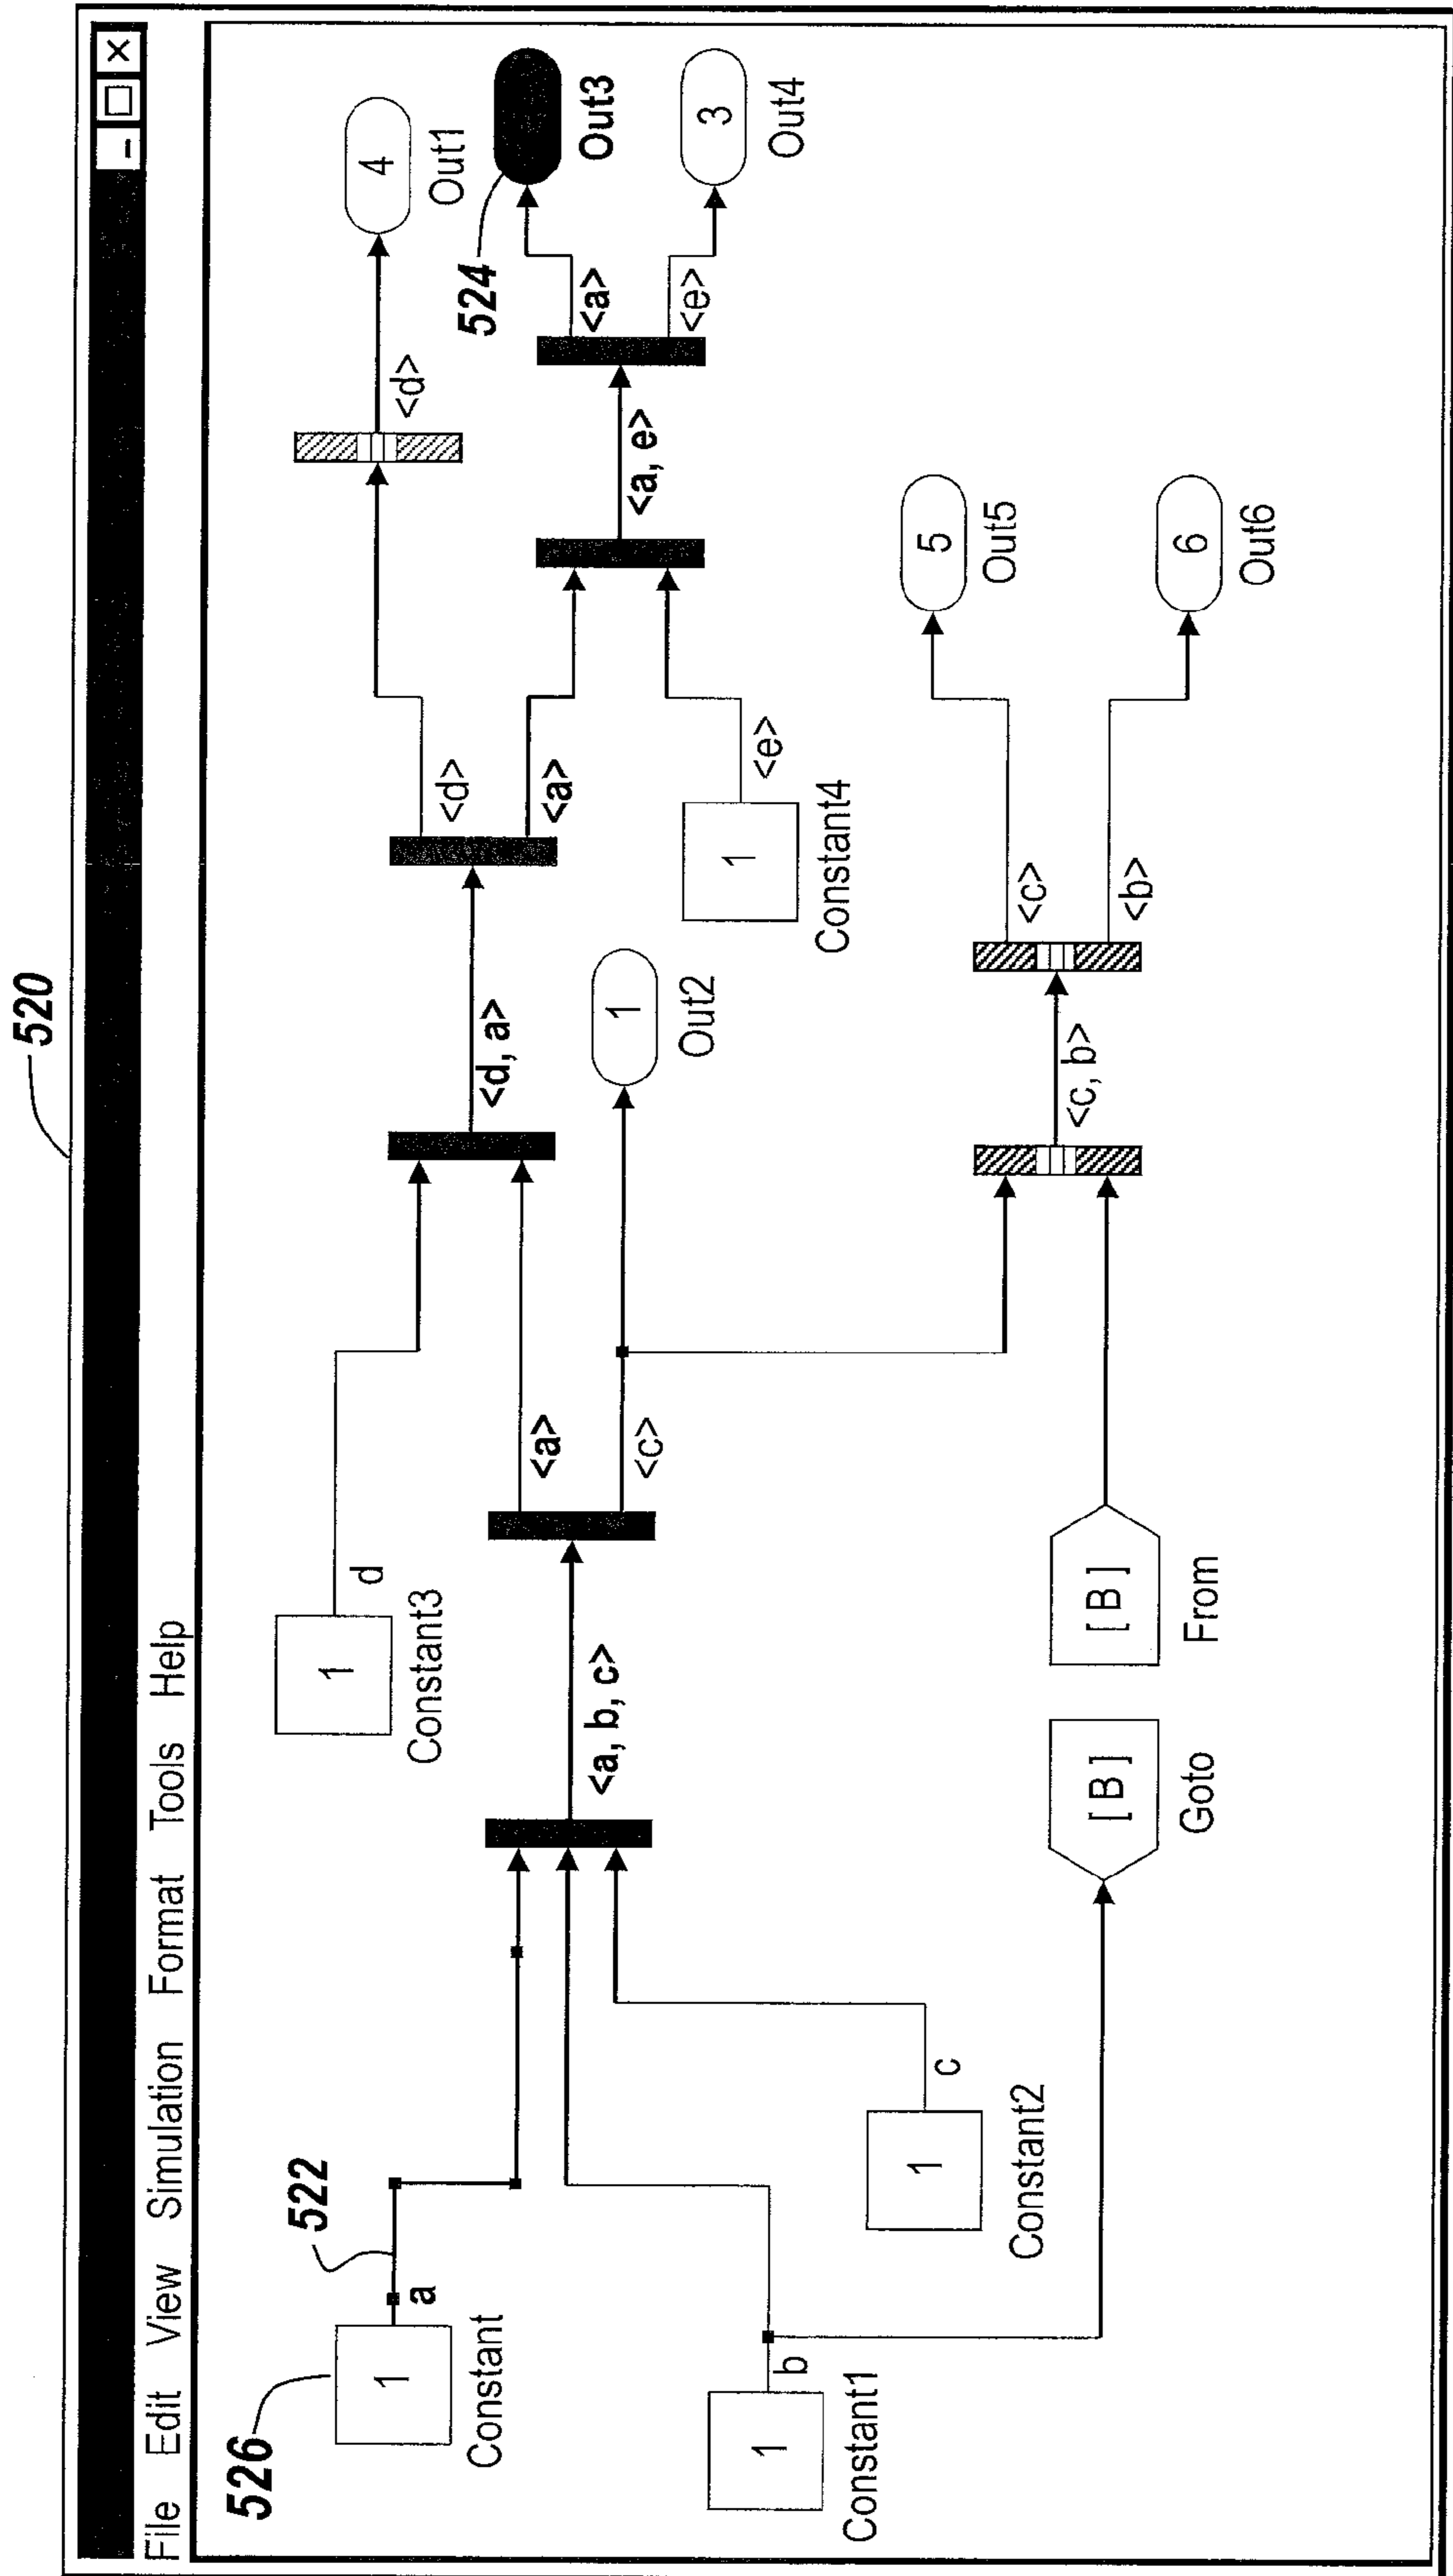 520
File Edit View Simulation Format Tools Help
526
1
Constant
a
522
1
Constant1
b
1
Constant2
c
[ B ]
Goto
[ B ]
From
<a, b, c>
1
Constant3
d
<a>
<c>
<d, a>
1
Out2
<c, b>
<d>
<a>
1
Constant4
<e>
<c>
<b>
5
Out5
6
Out6
<a, e>
<d>
4
Out1
<a>
<e>
524
Out3
3
Out4